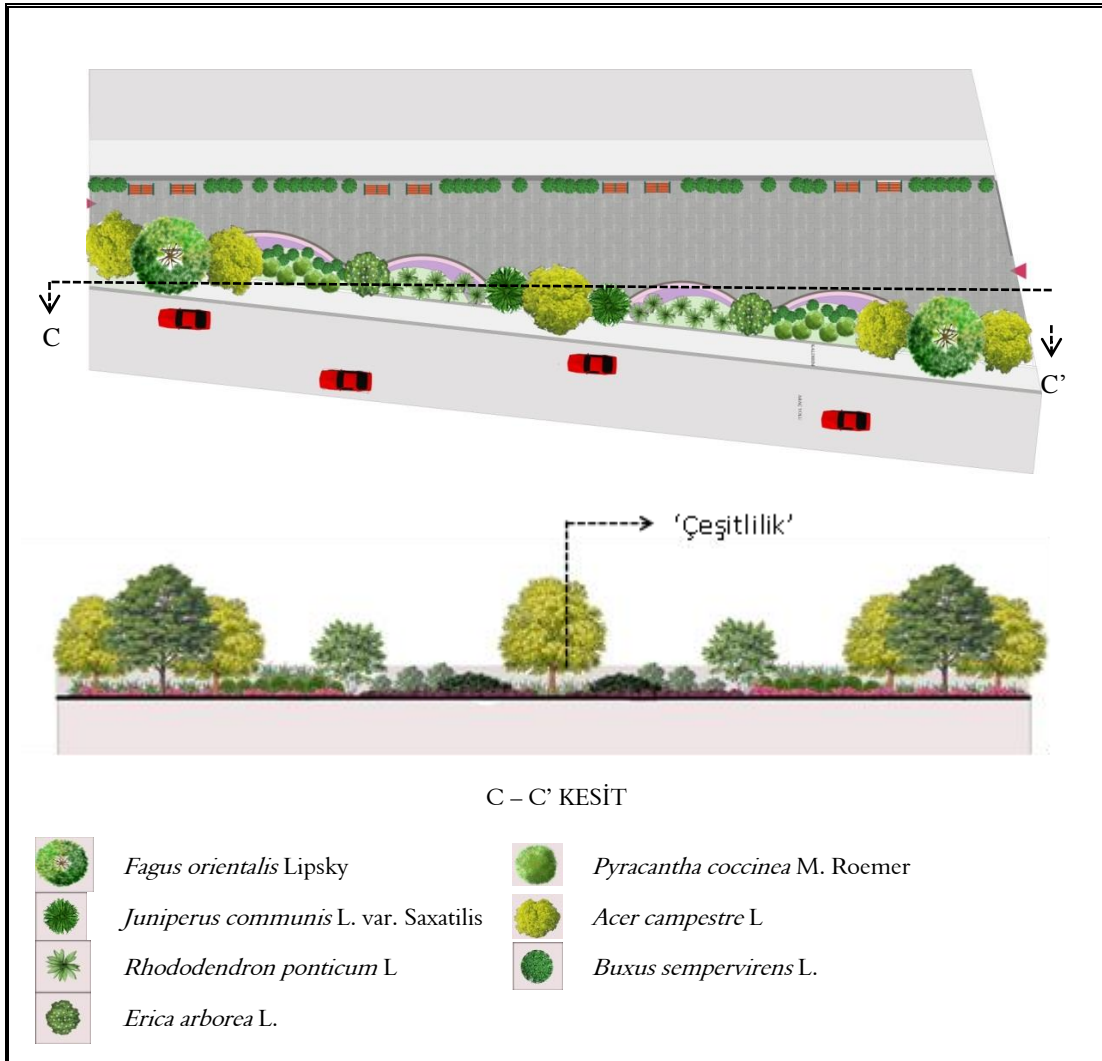 C
C’
‘Çeşitlilik’
C – C’ KESİT
Fagus orientalis Lipsky
Juniperus communis L. var. Saxatilis
Rhododendron ponticum L
Erica arborea L.
Pyracantha coccinea M. Roemer
Acer campestre L
Buxus sempervirens L.